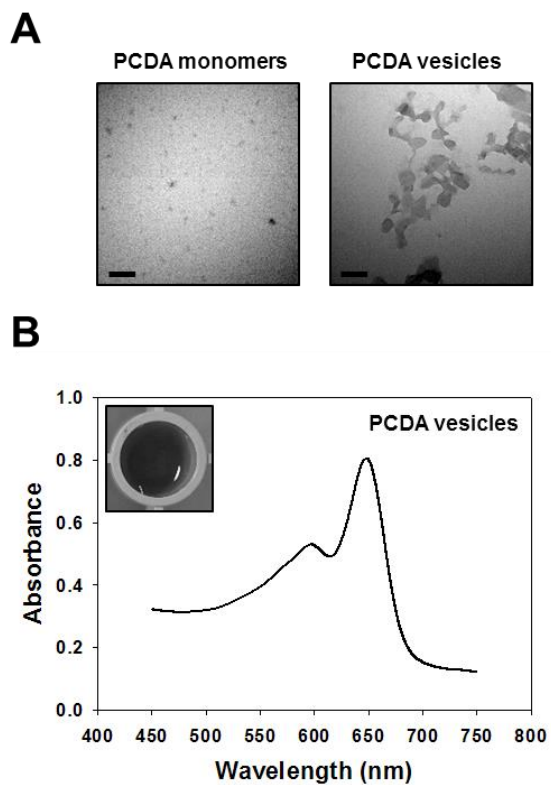 A
PCDA monomers PCDA vesicles
B
PCDA vesicles
1.0
0.8
0.6
0.4
0.2
0.0
Absorbance
400 450 500 550 600 650 700 750 800
Wavelength (nm)